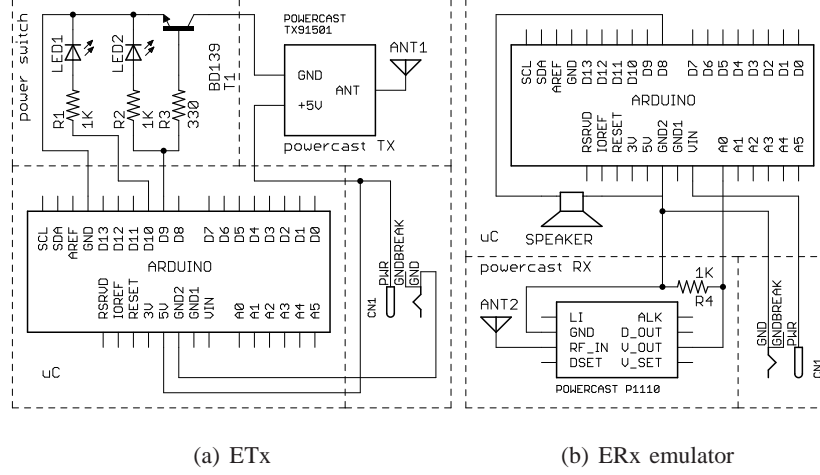 power switch
LED1
LED2
R1
1K
R2
1K
R3
330
BD139
T1
POWERCAST
TX91501
GND
+5V
ANT
ANT1
powercast TX
SCL
SDA
AREF
GND
D13
D12
D11
D10
D9
D8
D7
D6
D5
D4
D3
D2
D1
D0
ARDUINO
RSRVD
IOREF
RESET
3V
5V
GND2
GND1
VIN
A0
A1
A2
A3
A4
A5
uC
PWR
GNDBREAK
GND
CN1
(a) ETx
SCL
SDA
AREF
GND
D13
D12
D11
D10
D9
D8
D7
D6
D5
D4
D3
D2
D1
D0
ARDUINO
RSRVD
IOREF
RESET
3V
5V
GND2
GND1
VIN
A0
A1
A2
A3
A4
A5
uC
SPEAKER
powercast RX
ANT2
1K
R4
LI
GND
RF_IN
DSET
ALK
D_OUT
V_OUT
V_SET
POWERCAST P1110
GND
GNDBREAK
PWR
CN1
(b) ERx emulator